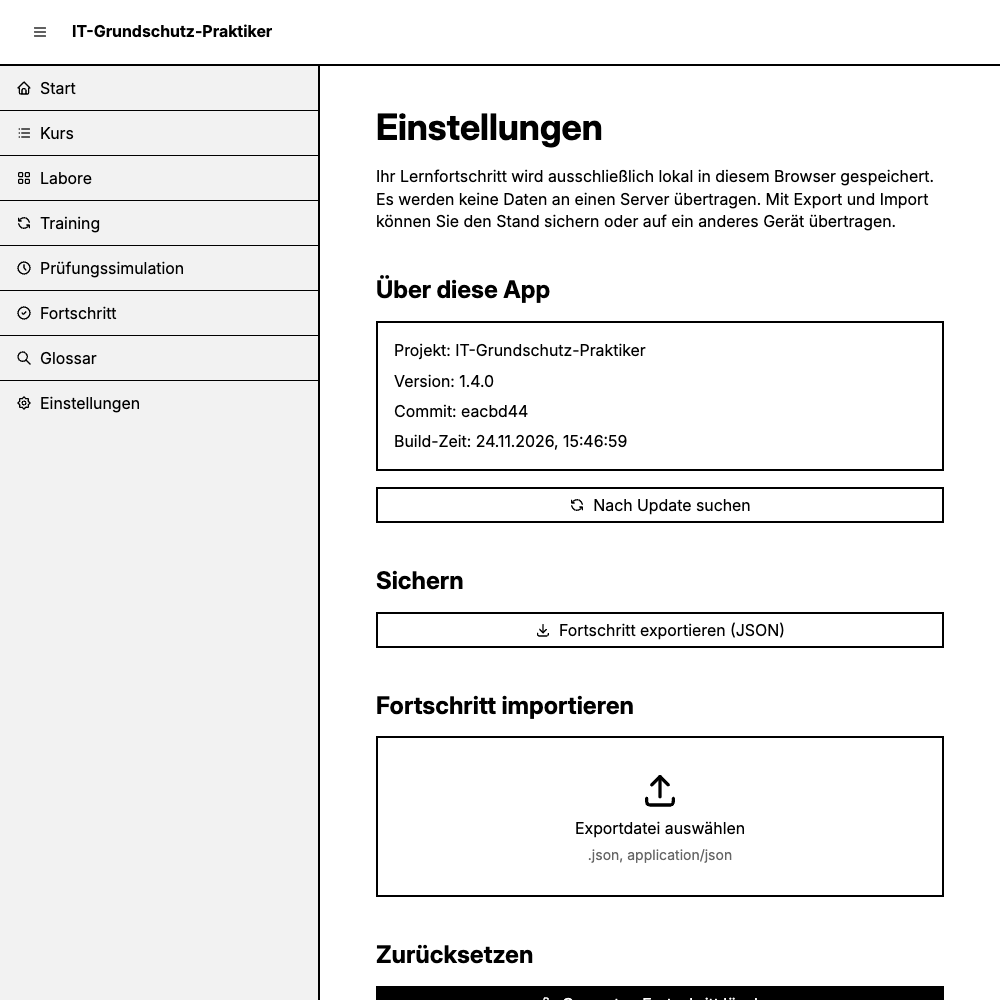 IT-Grundschutz-Praktiker
Start
Kurs
Labore
Training
Prüfungssimulation
Fortschritt
Glossar
Einstellungen
Einstellungen
Ihr Lernfortschritt wird ausschließlich lokal in diesem Browser gespeichert.
Es werden keine Daten an einen Server übertragen. Mit Export und Import
können Sie den Stand sichern oder auf ein anderes Gerät übertragen.
Über diese App
Projekt: IT-Grundschutz-Praktiker
Version: 1.4.0
Commit: eacbd44
Build-Zeit: 24.11.2026, 15:46:59
Nach Update suchen
Sichern
Fortschritt exportieren (JSON)
Fortschritt importieren
Exportdatei auswählen
.json, application/json
Zurücksetzen